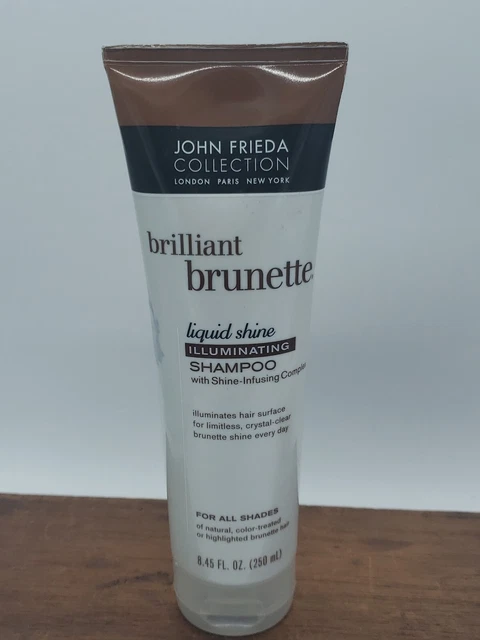 JOHN FRIEDA
COLLECTION
LONDON PARIS NEW YORK
brilliant
brunette.
liquid shine
ILLUMINATING
SHAMPOO
with Shine-Infusing Complex
illuminates hair surface
for limitless, crystal-clear
brunette shine every day
FOR ALL SHADES
of natural, color-treated
or highlighted brunette hair
8.45 FL. OZ. (250 mL)